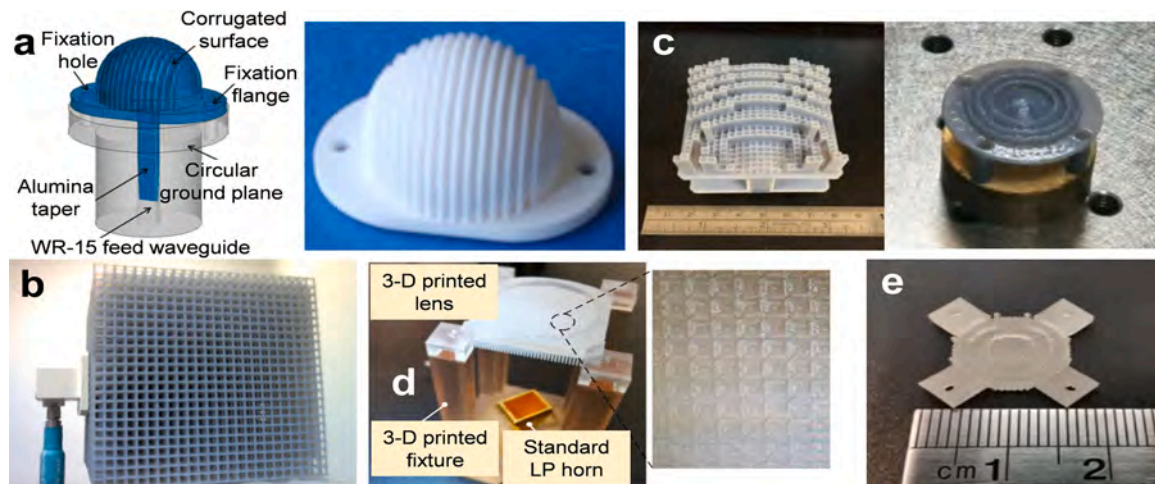 a
Fixation
hole
Corrugated
surface
Fixation
flange
Circular
ground plane
Alumina
taper
WR-15 feed waveguide
c
b
3-D printed
lens
d
3-D printed
fixture
Standard
LP horn
e
cm 1 2